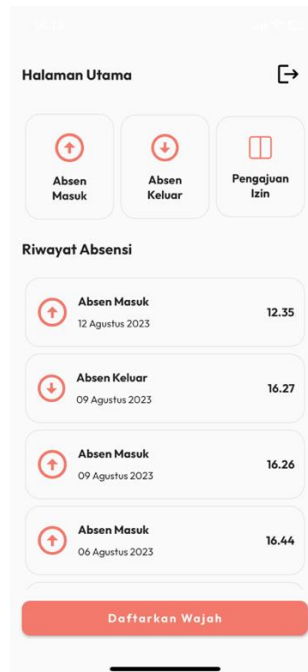 Halaman Utama
Absen
Masuk
Absen
Keluar
Pengajuan
Izin
Riwayat Absensi
Absen Masuk
12 Agustus 2023
12.35
Absen Keluar
09 Agustus 2023
16.27
Absen Masuk
09 Agustus 2023
16.26
Absen Masuk
06 Agustus 2023
16.44
Daftarkan Wajah